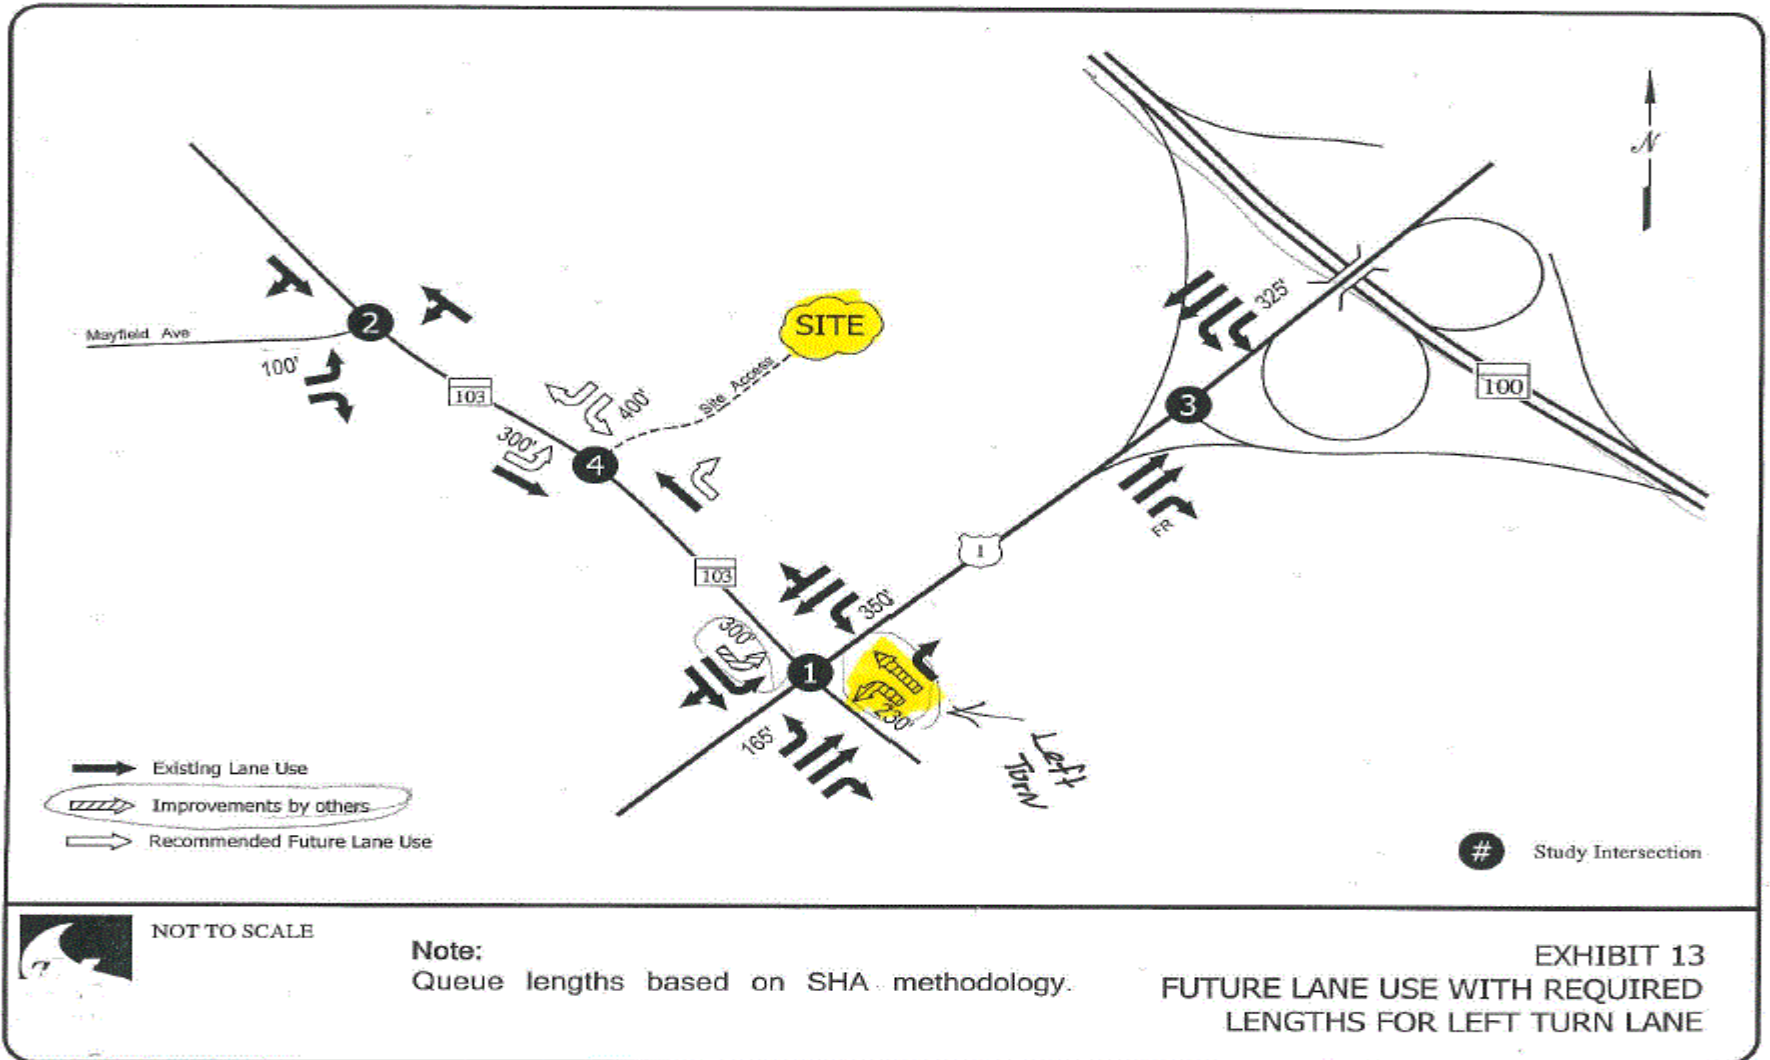 N
SITE
Site Access
Mayfield Ave
2
100'
103
400'
300'
4
325'
3
100
FR
1
103
350'
300'
1
230'
165'
Left
Turn
Existing Lane Use
Improvements by others
Recommended Future Lane Use
# Study Intersection
NOT TO SCALE
Note:
Queue lengths based on SHA methodology.
EXHIBIT 13
FUTURE LANE USE WITH REQUIRED
LENGTHS FOR LEFT TURN LANE